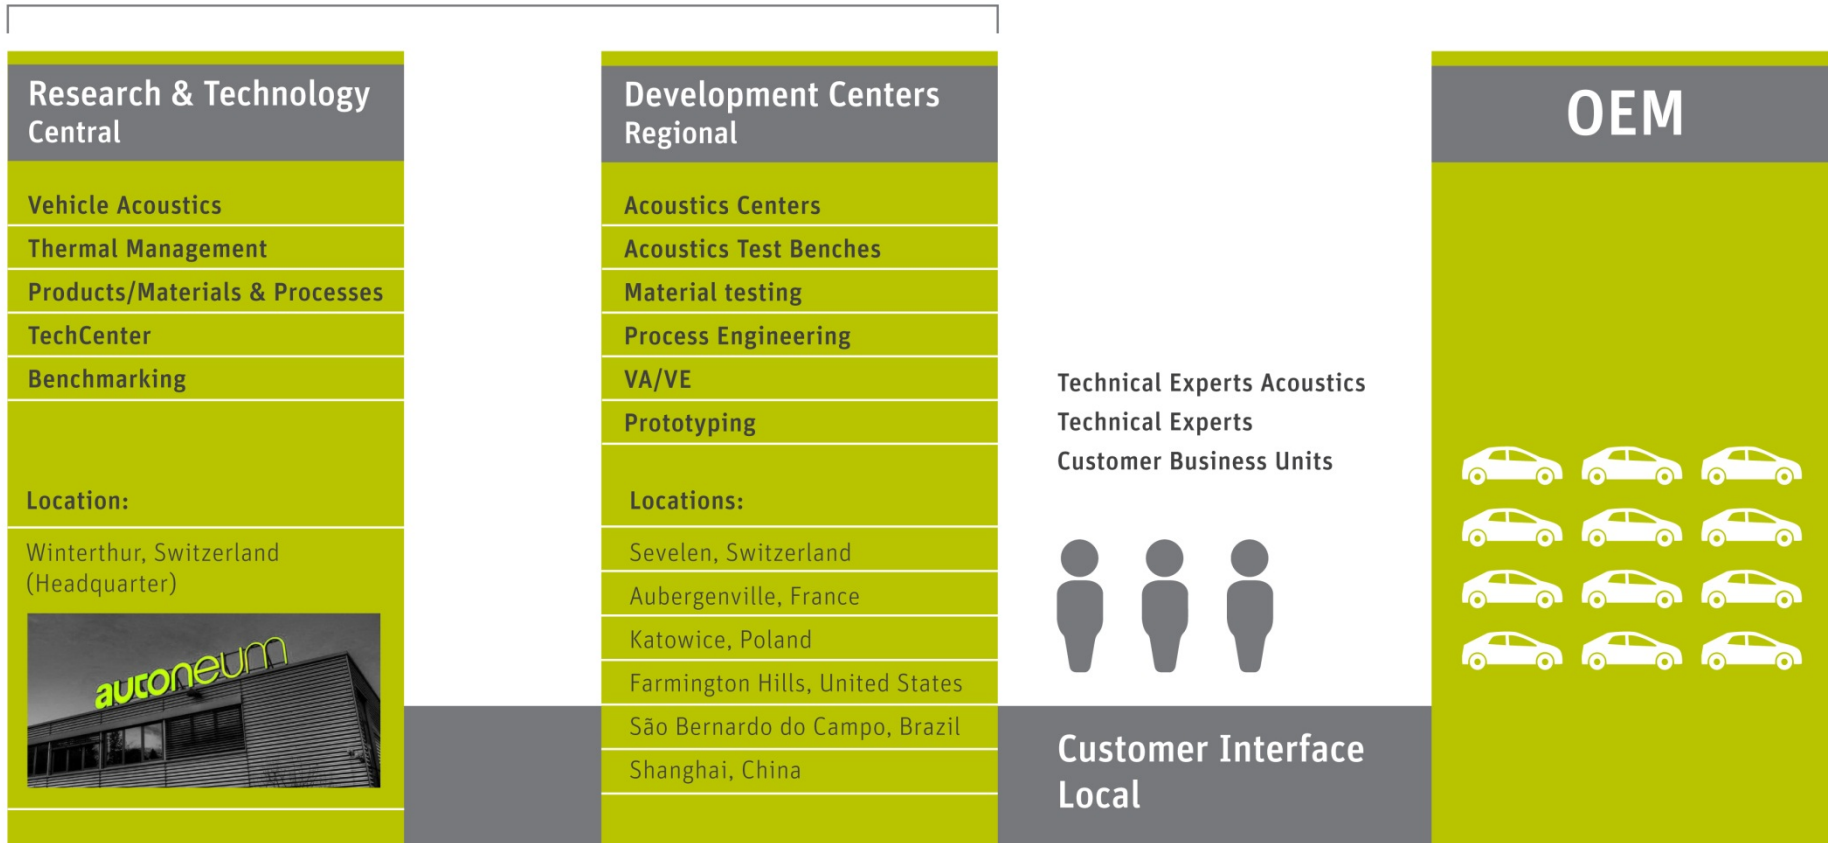 Research & Technology
Central
Vehicle Acoustics
Thermal Management
Products/Materials & Processes
TechCenter
Benchmarking
Location:
Winterthur, Switzerland
(Headquarter)
autoneum
Development Centers
Regional
Acoustics Centers
Acoustics Test Benches
Material testing
Process Engineering
VA/VE
Prototyping
Locations:
Sevelen, Switzerland
Aubergenville, France
Katowice, Poland
Farmington Hills, United States
São Bernardo do Campo, Brazil
Shanghai, China
Technical Experts Acoustics
Technical Experts
Customer Business Units
Customer Interface
Local
OEM